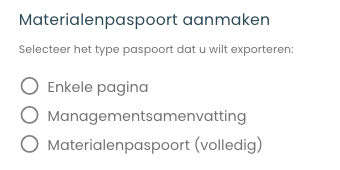 Materialenpaspoort aanmaken
Selecteer het type paspoort dat u wilt exporteren:
Enkele pagina
Managementsamenvatting
Materialenpaspoort (volledig)